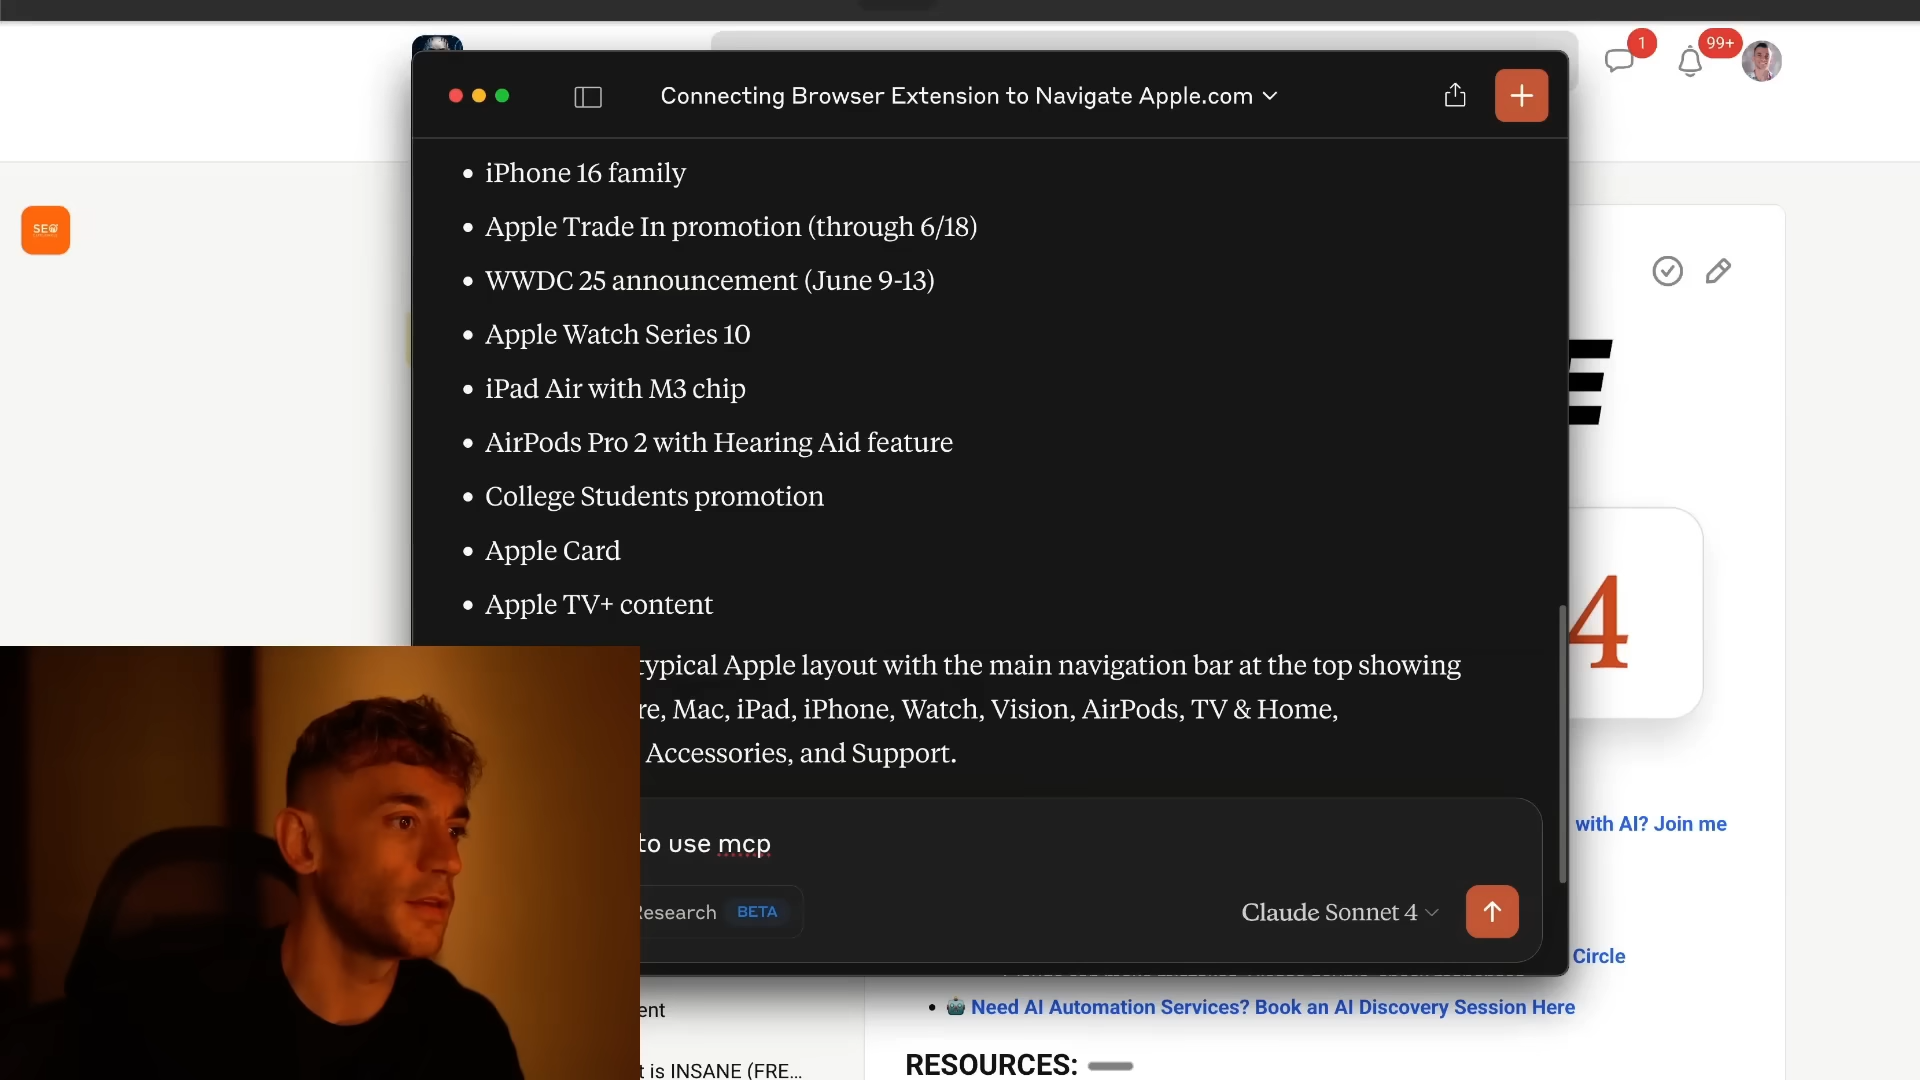 1
99+
Connecting Browser Extension to Navigate Apple.com
SEO
iPhone 16 family
Apple Trade In promotion (through 6/18)
WWDC 25 announcement (June 9-13)
Apple Watch Series 10
iPad Air with M3 chip
AirPods Pro 2 with Hearing Aid feature
College Students promotion
Apple Card
Apple TV+ content
E
4
typical Apple layout with the main navigation bar at the top showing
re, Mac, iPad, iPhone, Watch, Vision, AirPods, TV & Home,
Accessories, and Support.
with AI? Join me
to use mcp
Research BETA
Claude Sonnet 4
Circle
Need AI Automation Services? Book an AI Discovery Session Here
ent
RESOURCES:
t is INSANE (FRE...